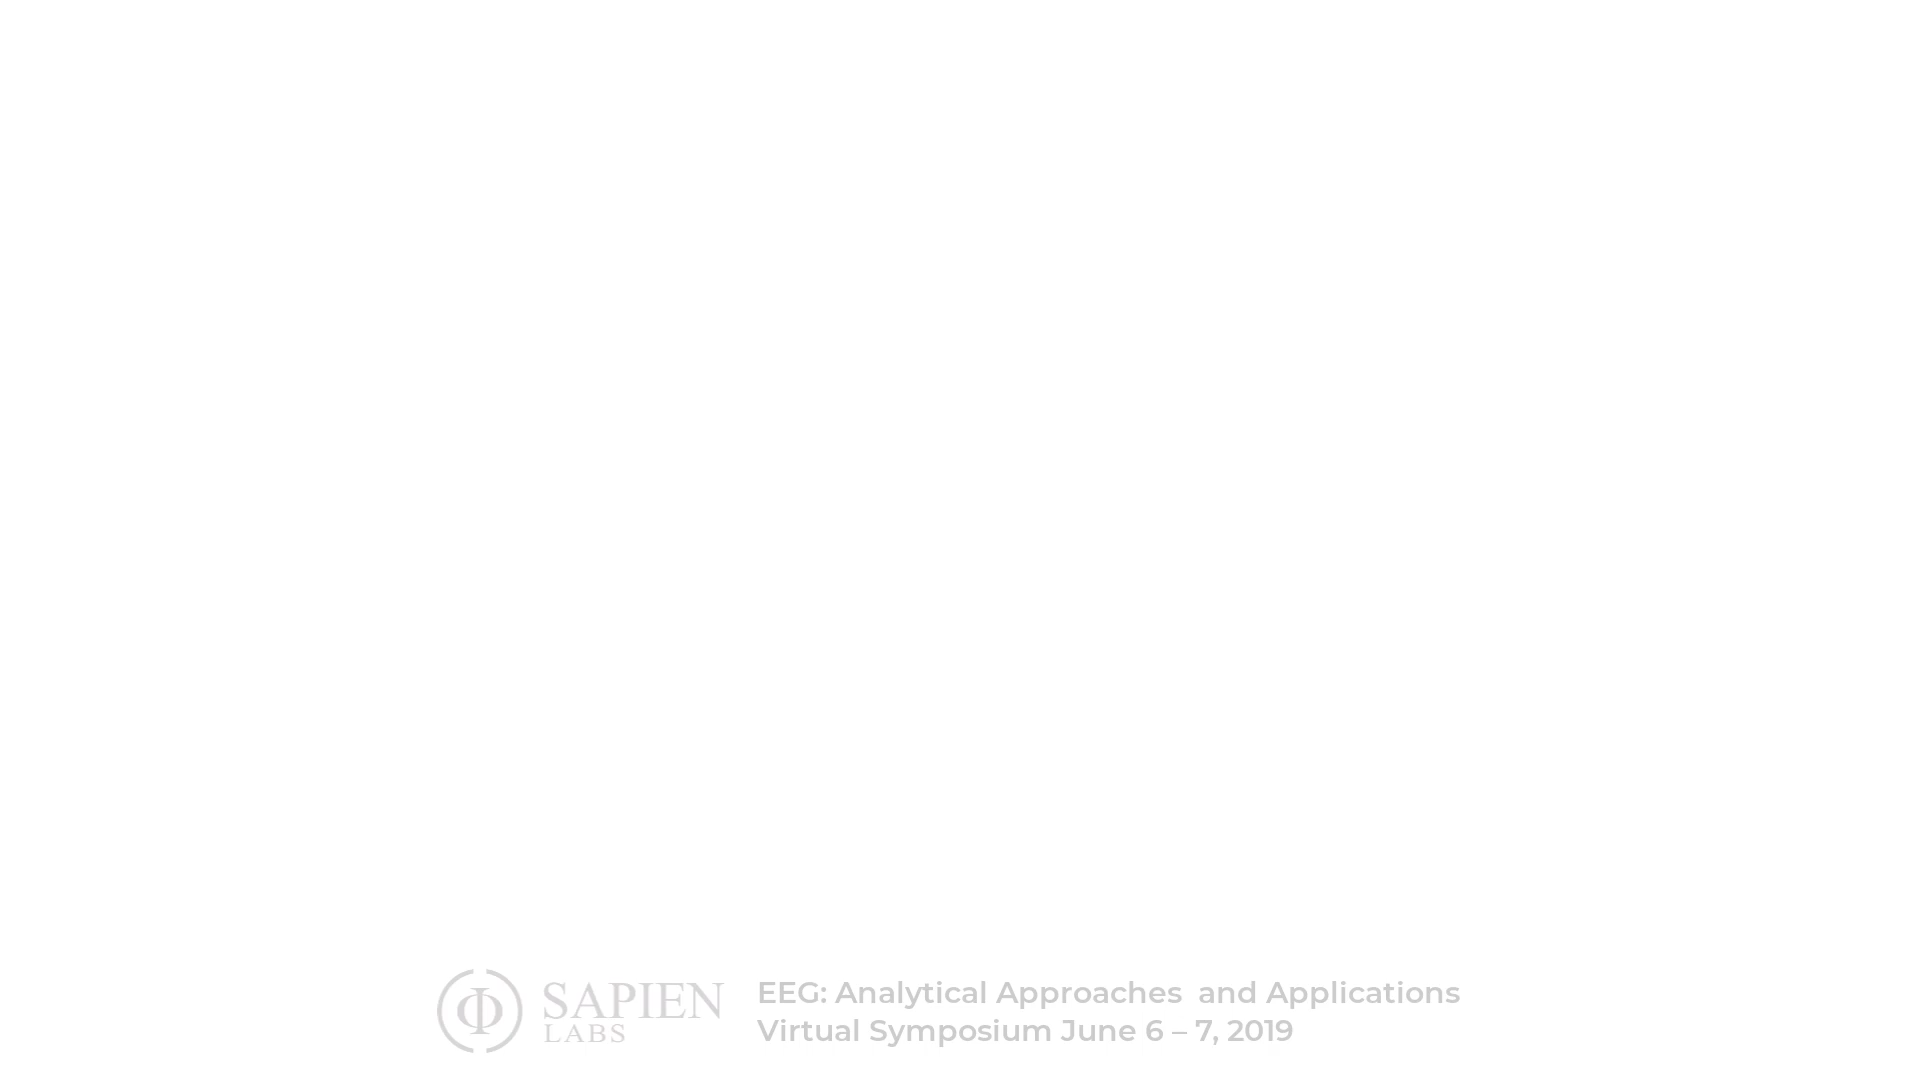 SAPIEN
LABS
EEG: Analytical Approaches  and Applications
Virtual Symposium June 6 – 7, 2019